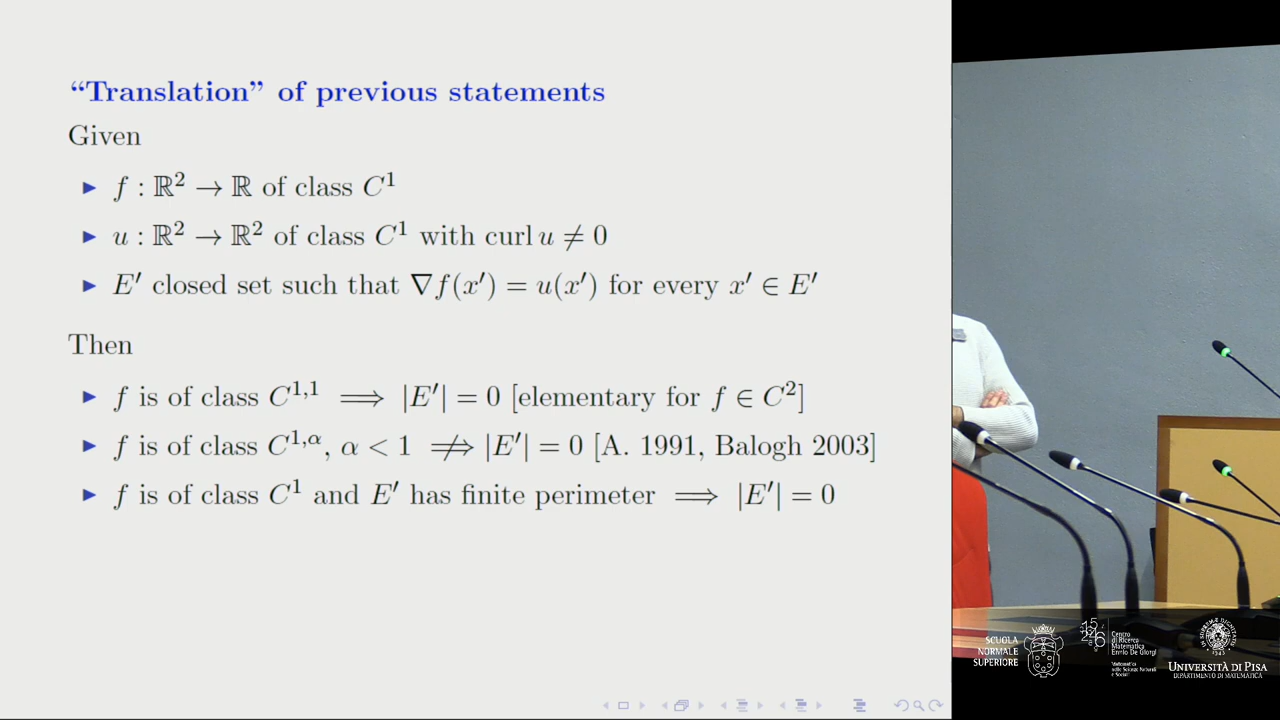 “Translation” of previous statements
Given
▶ f : ℝ² → ℝ of class C¹
▶ u : ℝ² → ℝ² of class C¹ with curl u ≠ 0
▶ E′ closed set such that ∇f(x′) = u(x′) for every x′ ∈ E′
Then
▶ f is of class C¹,¹ ⟹ |E′| = 0 [elementary for f ∈ C²]
▶ f is of class C¹,ᵅ, α < 1 ⟹̸ |E′| = 0 [A. 1991, Balogh 2003]
▶ f is of class C¹ and E′ has finite perimeter ⟹ |E′| = 0
SCUOLA
NORMALE
SUPERIORE
Centro
di Ricerca
Matematica
Ennio De Giorgi
UNIVERSITÀ DI PISA
DIPARTIMENTO DI MATEMATICA